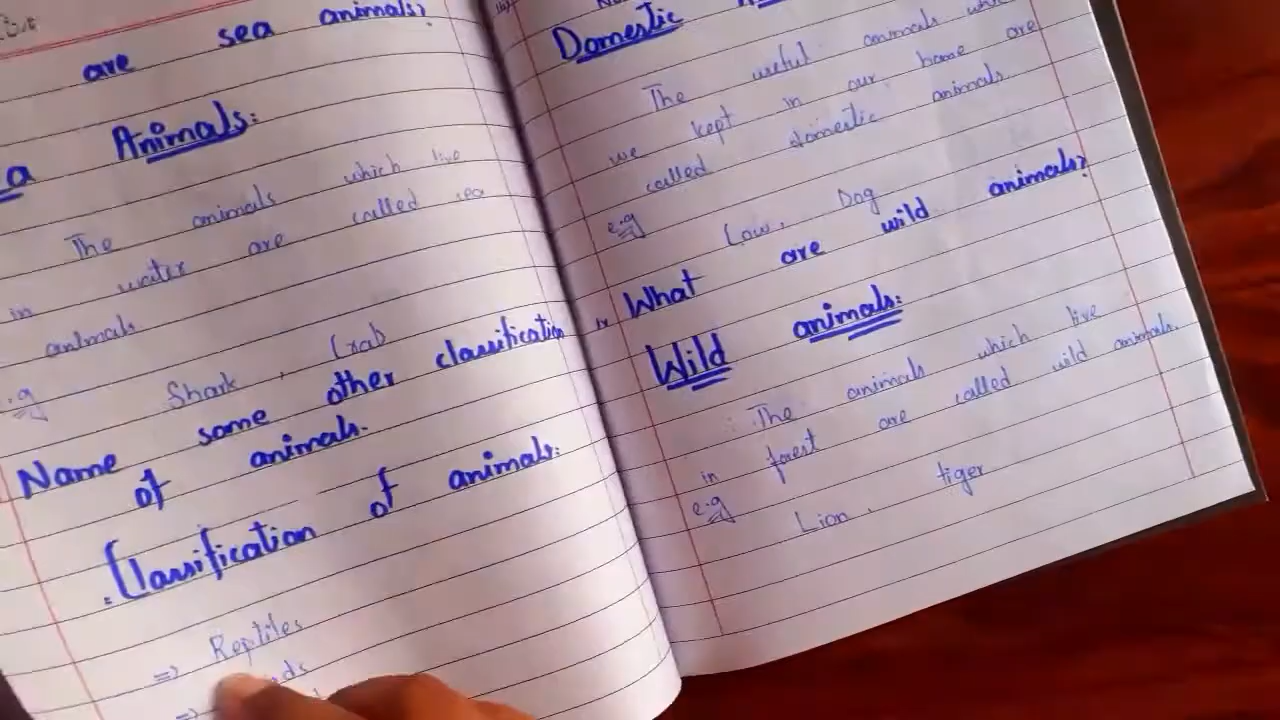 are sea animals?
a Animals:
The animals which live
in water are called sea
animals
e.g Shark, Crab
Name some other classification
of animals.
Classification of animals:
=> Reptiles
=>
Domestic
The useful animals which
we kept in our home are
called domestic animals
e.g Cow, Dog
iv What are wild animals?
Wild animals:
The animals which live
in forest are called wild animals.
e.g Lion, tiger